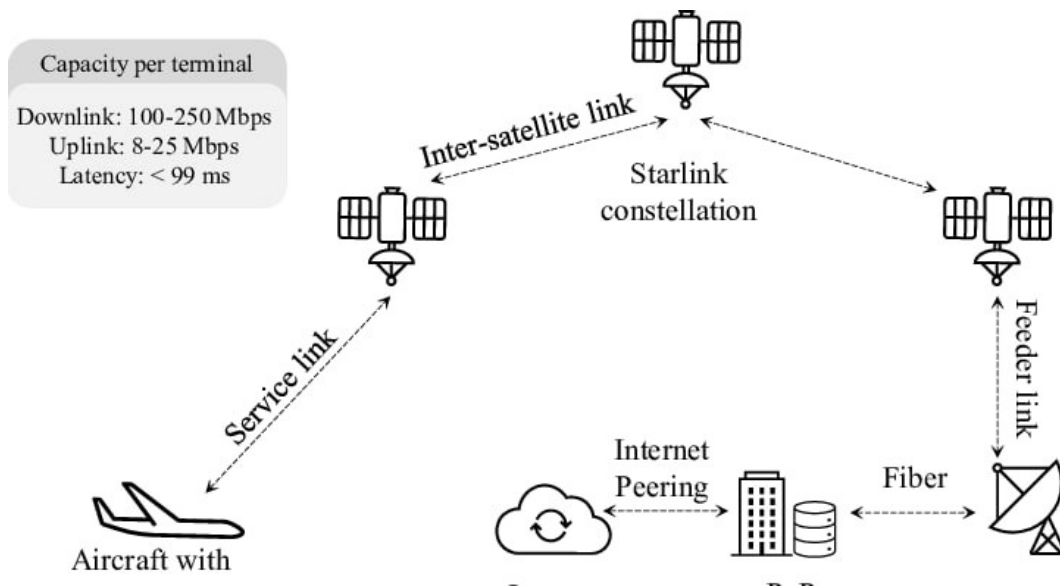 Capacity per terminal
Downlink: 100-250 Mbps
Uplink: 8-25 Mbps
Latency: < 99 ms
Inter-satellite link
Starlink
constellation
Service link
Feeder link
Internet
Peering
Fiber
Aircraft with